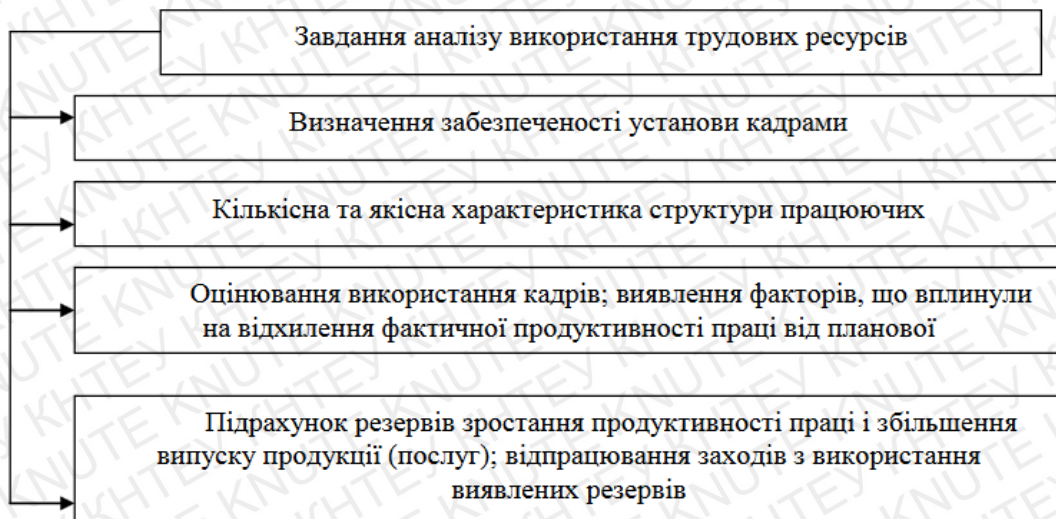 Завдання аналізу використання трудових ресурсів
Визначення забезпеченості установи кадрами
Кількісна та якісна характеристика структури працюючих
Оцінювання використання кадрів; виявлення факторів, що вплинули
на відхилення фактичної продуктивності праці від планової
Підрахунок резервів зростання продуктивності праці і збільшення
випуску продукції (послуг); відпрацювання заходів з використання
виявлених резервів